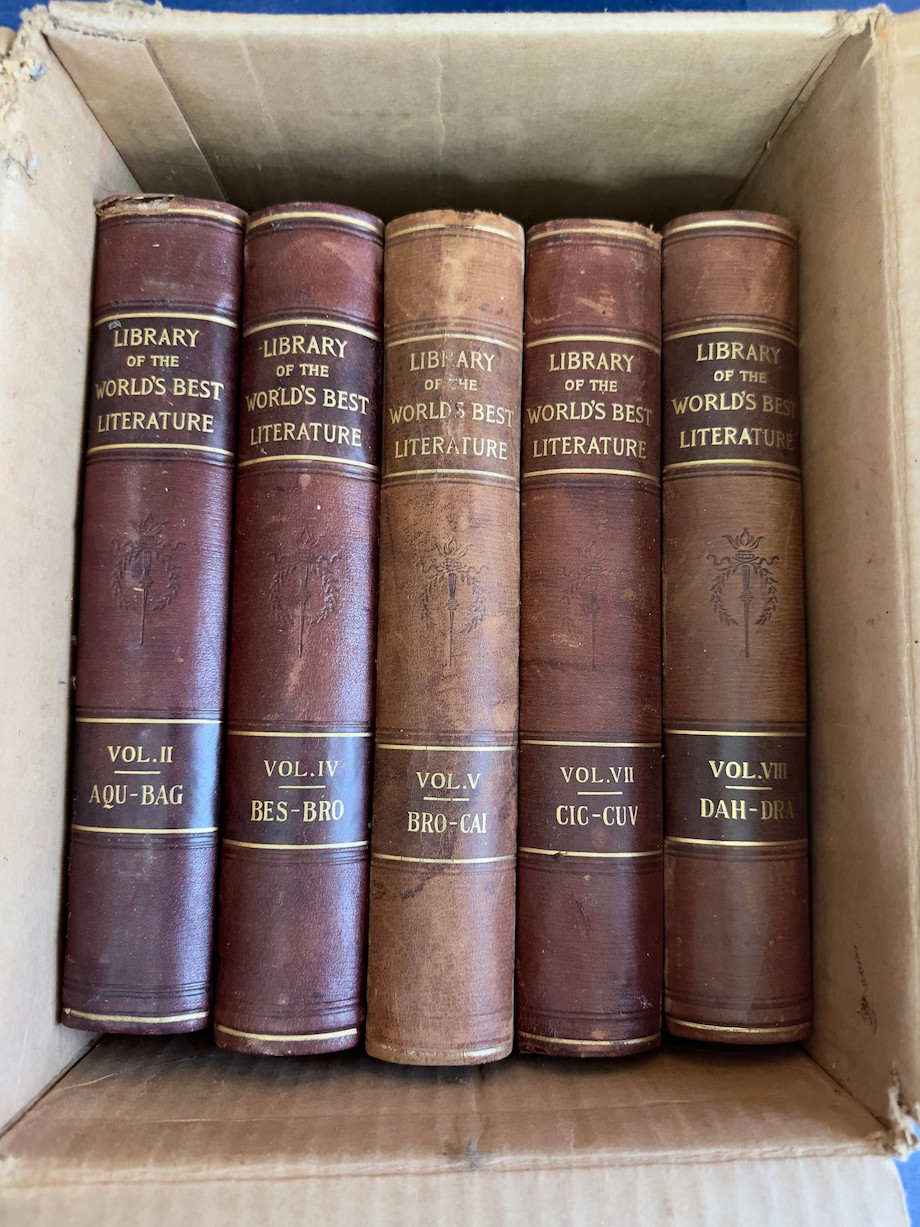 LIBRARY
OF THE
WORLD'S BEST
LITERATURE
VOL. II
AQU-BAG
LIBRARY
OF THE
WORLD'S BEST
LITERATURE
VOL. IV
BES-BRO
LIBRARY
OF THE
WORLD'S BEST
LITERATURE
VOL. V
BRO-CAI
LIBRARY
OF THE
WORLD'S BEST
LITERATURE
VOL. VII
CIC-CUV
LIBRARY
OF THE
WORLD'S BEST
LITERATURE
VOL. VIII
DAH-DRA